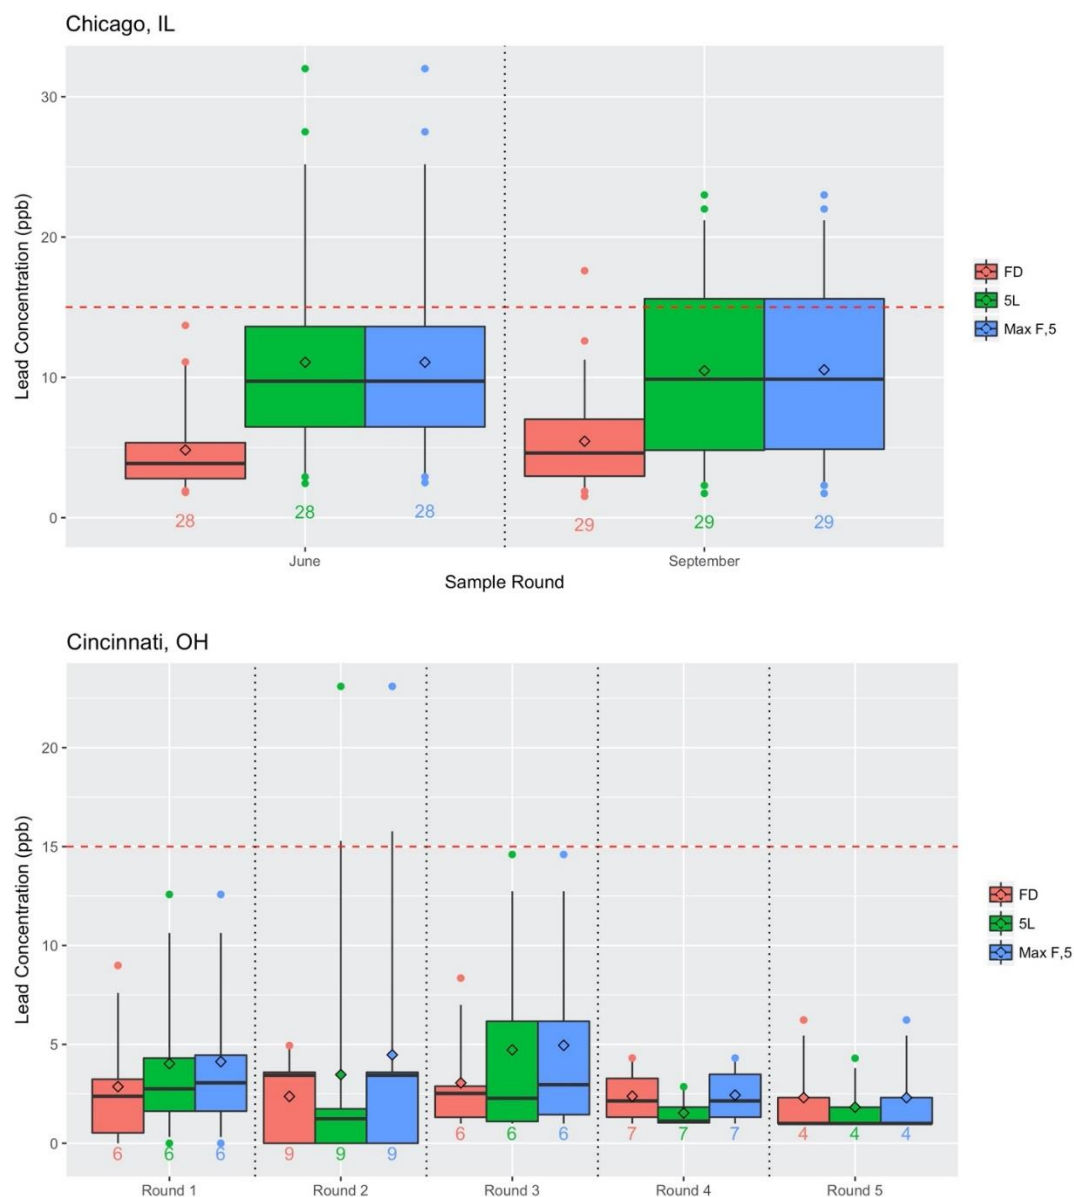 Chicago, IL
30
20
10
0
Lead Concentration (ppb)
28
28
28
29
29
29
June
September
Sample Round
FD
5L
Max F,5
Cincinnati, OH
20
15
10
5
0
Lead Concentration (ppb)
6
6
6
9
9
9
6
6
6
7
7
7
4
4
4
Round 1
Round 2
Round 3
Round 4
Round 5
FD
5L
Max F,5